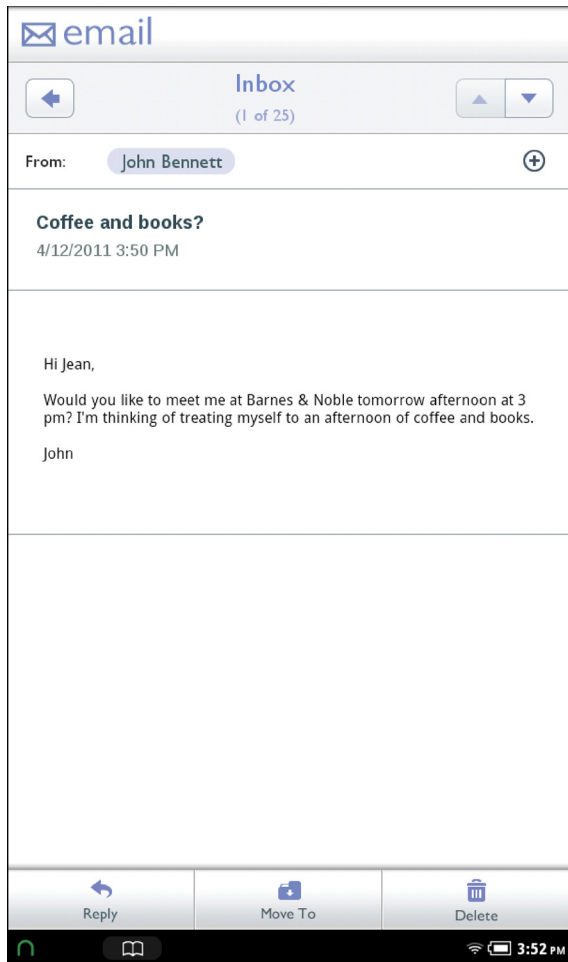 email
Inbox
(1 of 25)
From: John Bennett
Coffee and books?
4/12/2011 3:50 PM
Hi Jean,
Would you like to meet me at Barnes & Noble tomorrow afternoon at 3
pm? I'm thinking of treating myself to an afternoon of coffee and books.
John
Reply Move To Delete
3:52 PM